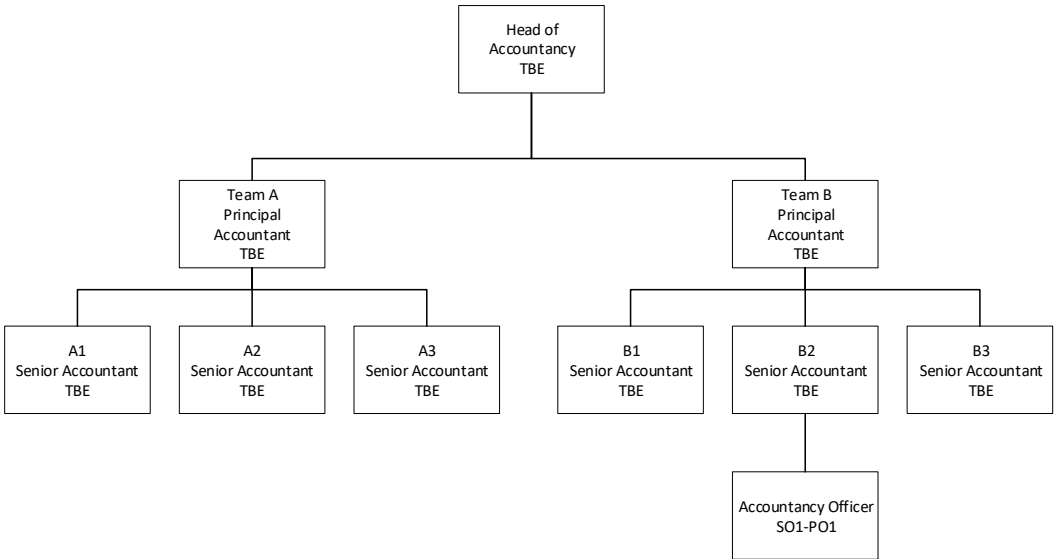 Head of
Accountancy
TBE
Team A
Principal
Accountant
TBE
Team B
Principal
Accountant
TBE
A1
Senior Accountant
TBE
A2
Senior Accountant
TBE
A3
Senior Accountant
TBE
B1
Senior Accountant
TBE
B2
Senior Accountant
TBE
B3
Senior Accountant
TBE
Accountancy Officer
SO1-PO1